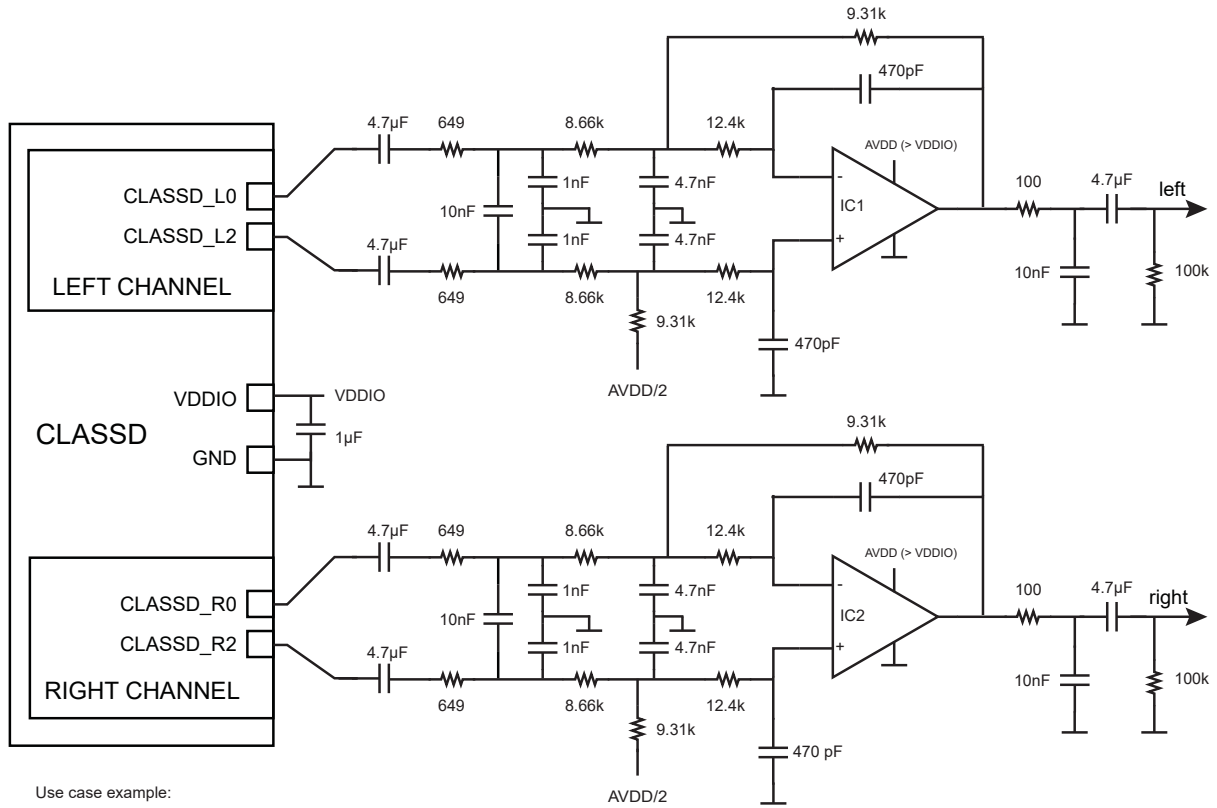 9.31k
470pF
4.7µF
649
8.66k
12.4k
AVDD (> VDDIO)
1nF
4.7nF
-
IC1
100
4.7µF
left
CLASSD_L0
10nF
CLASSD_L2
1nF
4.7nF
+
4.7µF
10nF
100k
LEFT CHANNEL
649
8.66k
12.4k
9.31k
470pF
AVDD/2
VDDIO
VDDIO
CLASSD
1µF
GND
9.31k
470pF
4.7µF
649
8.66k
12.4k
AVDD (> VDDIO)
1nF
4.7nF
-
IC2
100
4.7µF
right
CLASSD_R0
10nF
CLASSD_R2
1nF
4.7nF
+
4.7µF
10nF
100k
RIGHT CHANNEL
649
8.66k
12.4k
9.31k
470 pF
AVDD/2
Use case example: